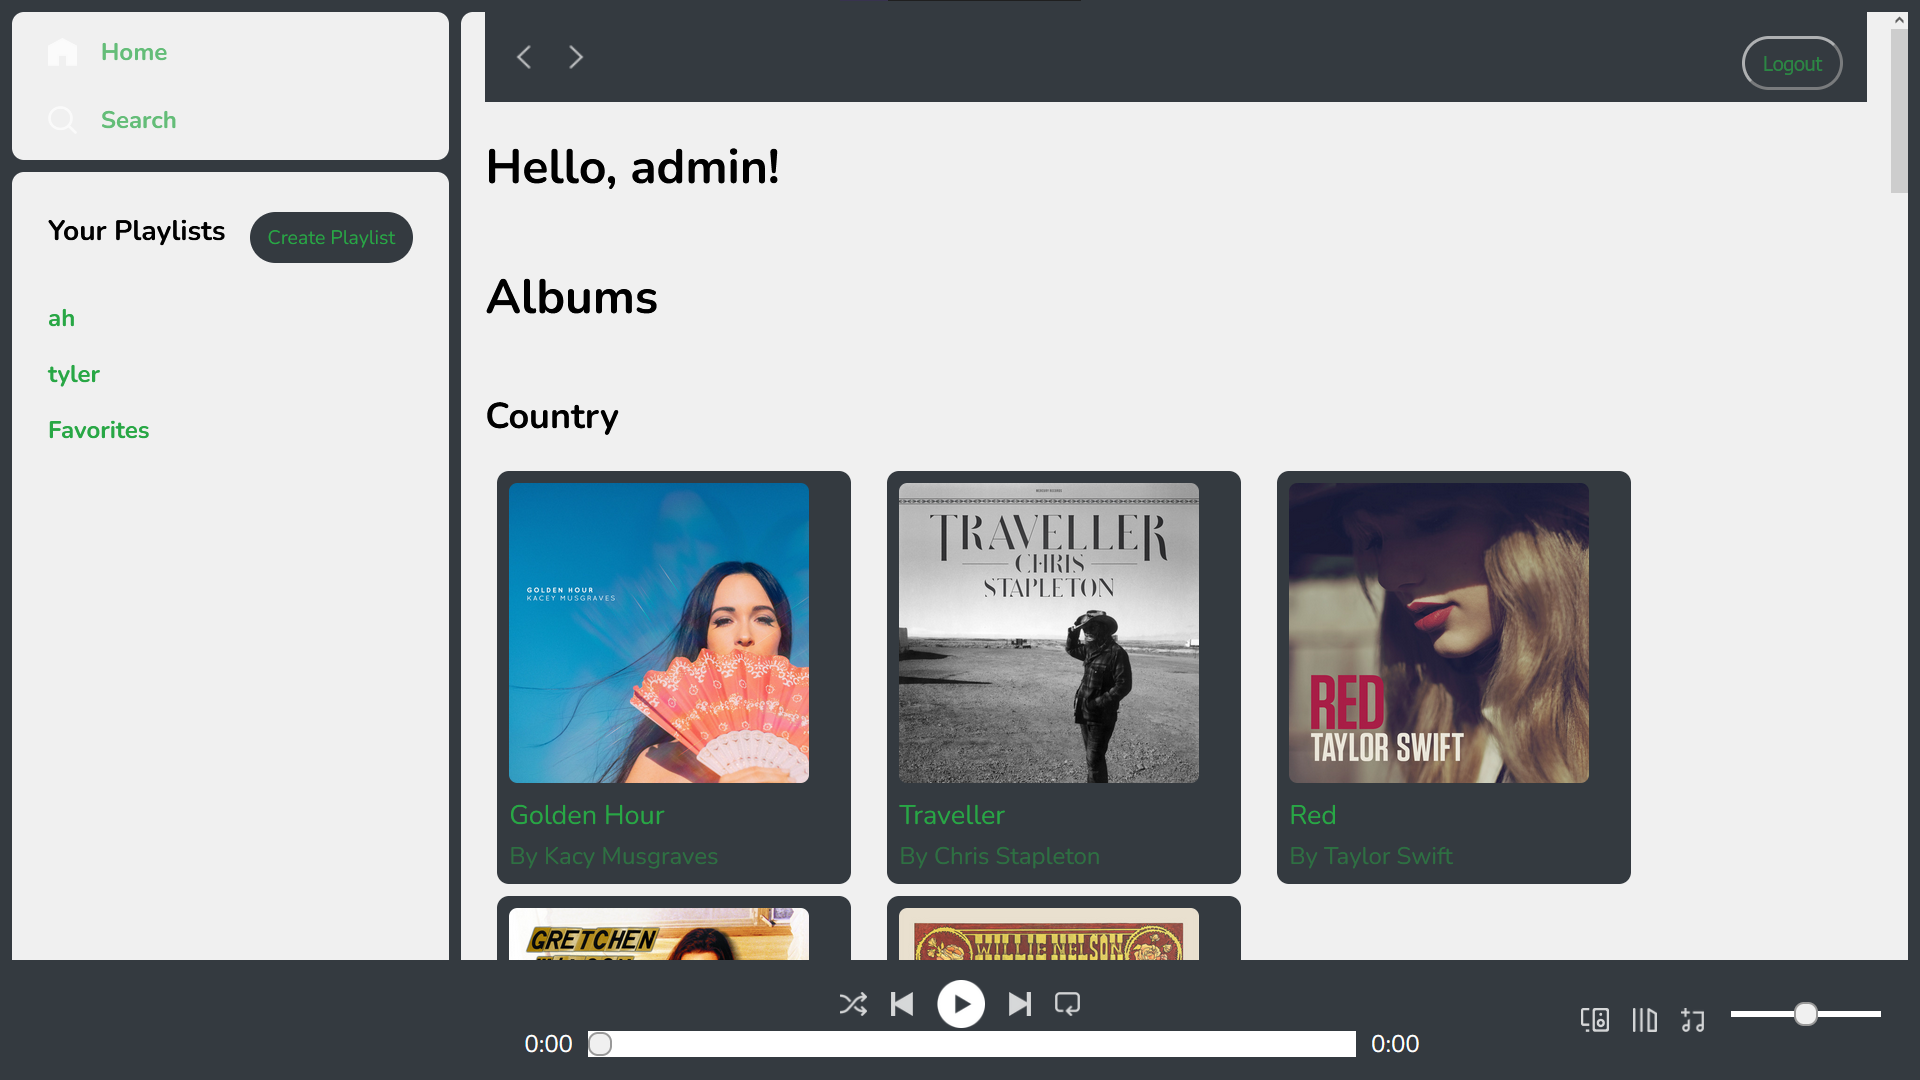 Home
Search
Your Playlists
Create Playlist
ah
tyler
Favorites
Logout
Hello, admin!
Albums
Country
GOLDEN HOUR
KACEY MUSGRAVES
Golden Hour
By Kacy Musgraves
TRAVELLER
CHRIS
STAPLETON
Traveller
By Chris Stapleton
RED
TAYLOR SWIFT
Red
By Taylor Swift
GRETCHEN
WILLIE NELSON
0:00
0:00